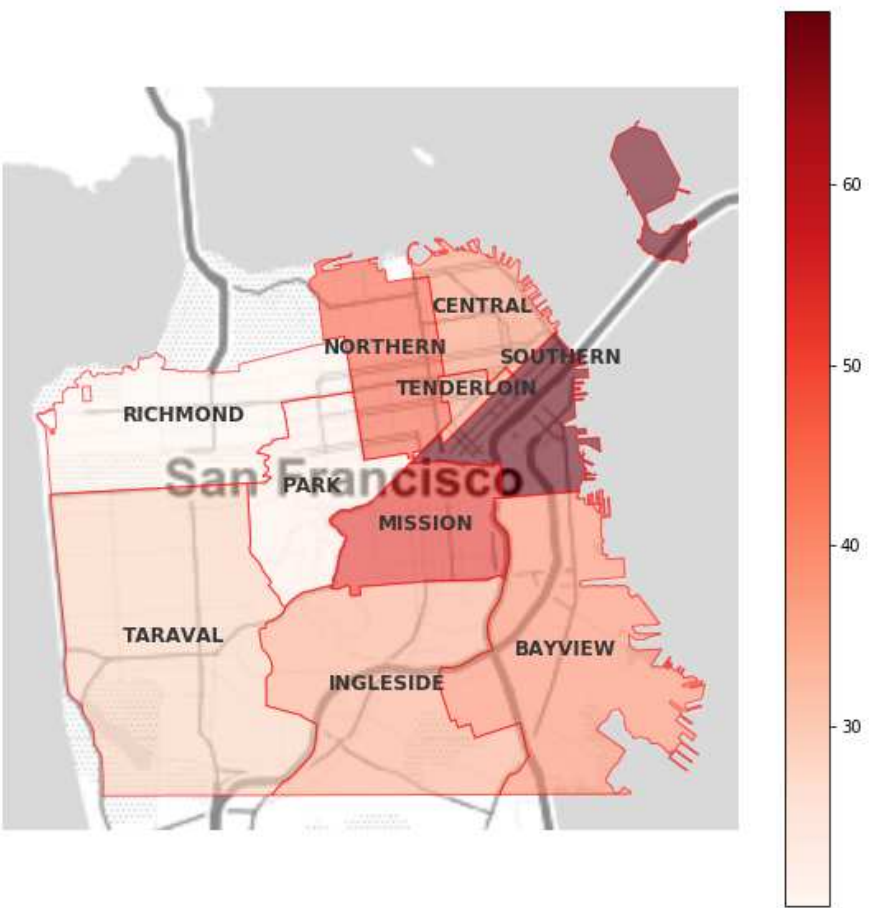 60
CENTRAL
NORTHERN
SOUTHERN
50
TENDERLOIN
RICHMOND
San Francisco
PARK
MISSION
40
TARAVAL
BAYVIEW
INGLESIDE
30